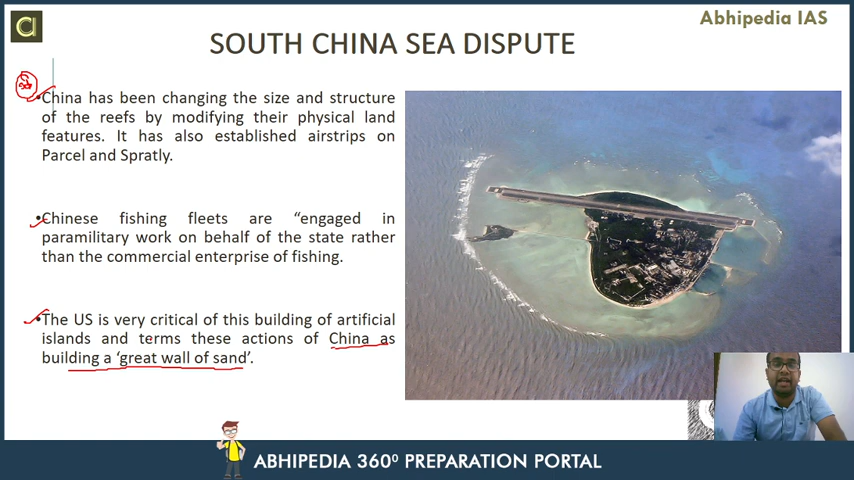 Abhipedia IAS
SOUTH CHINA SEA DISPUTE
•China has been changing the size and structure
of the reefs by modifying their physical land
features. It has also established airstrips on
Parcel and Spratly.
•Chinese fishing fleets are “engaged in
paramilitary work on behalf of the state rather
than the commercial enterprise of fishing.
•The US is very critical of this building of artificial
islands and terms these actions of China as
building a ‘great wall of sand’.
ABHIPEDIA 360⁰ PREPARATION PORTAL